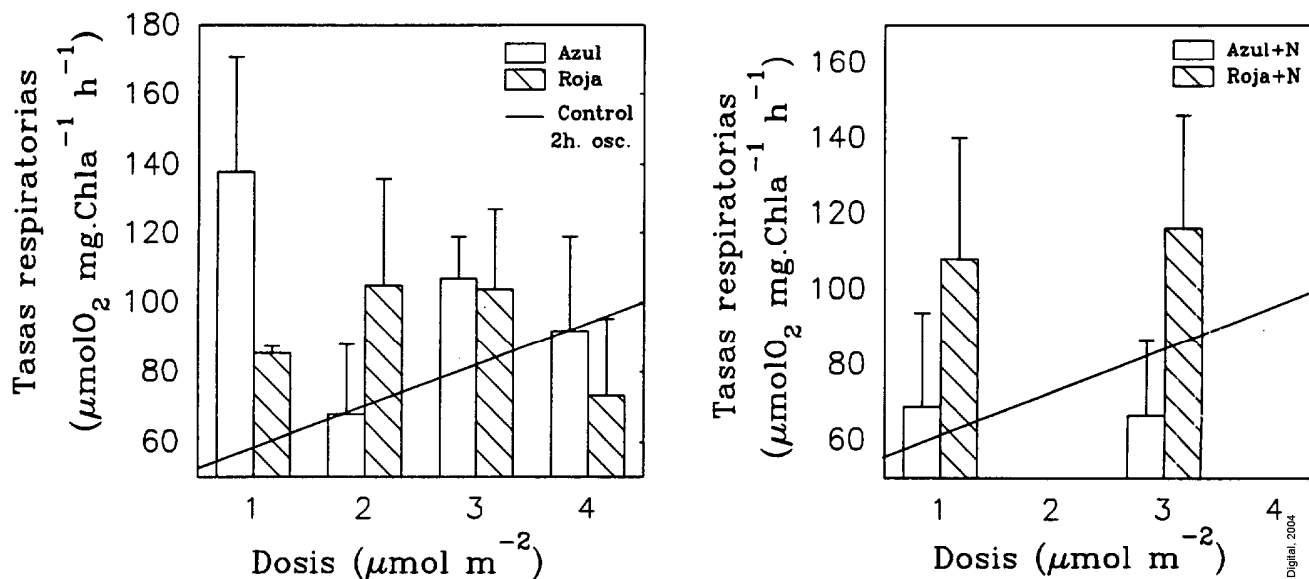 Tasas respiratorias
(μmolO₂ mg.Chla⁻¹ h⁻¹)
180
160
140
120
100
80
60
Azul
Roja
Control
2h. osc.
1 2 3 4
Dosis (μmol m⁻²)
Tasas respiratorias
(μmolO₂ mg.Chla⁻¹ h⁻¹)
160
140
120
100
80
60
Azul+N
Roja+N
1 2 3 4
Dosis (μmol m⁻²)
Digital, 2004